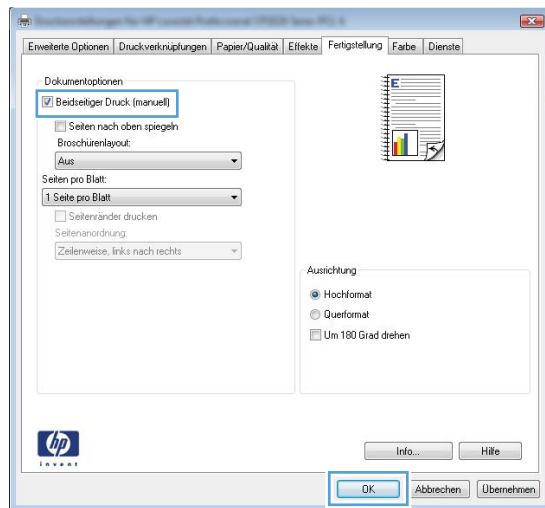 Erweiterte Optionen Druckverknüpfungen Papier/Qualität Effekte Fertigstellung Farbe Dienste
Dokumentoptionen
Beidseitiger Druck (manuell)
Seiten nach oben spiegeln
Broschürenlayout:
Aus
Seiten pro Blatt:
1 Seite pro Blatt
Seitenränder drucken
Seitenanordnung:
Zeilenweise, links nach rechts
E
Ausrichtung
Hochformat
Querformat
Um 180 Grad drehen
hp
invent
Info... Hilfe
OK Abbrechen Übernehmen